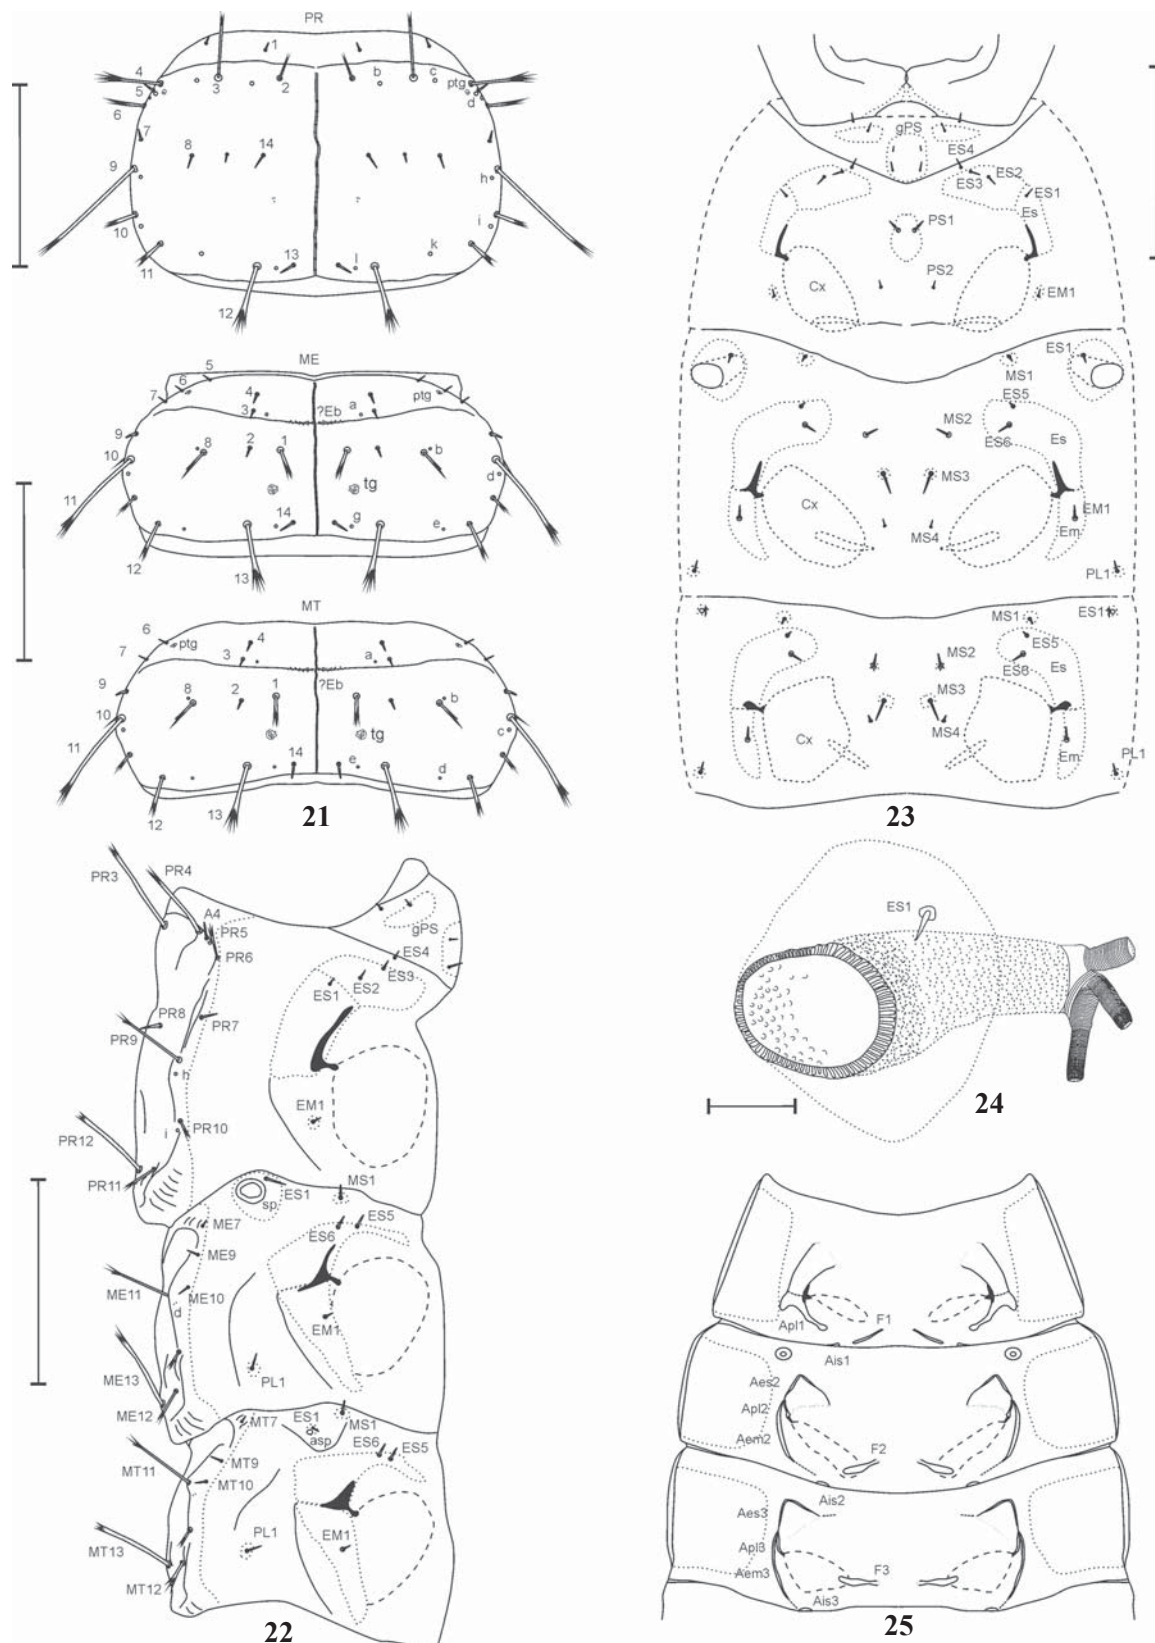 PR
1
4
3
2
b
c
ptg
5
6
d
7
8
14
9
h
10
i
11
13
l
k
12
ME
5
6
4
ptg
7
3
?Eb
a
9
8
2
1
b
10
tg
d
11
14
g
e
12
13
MT
6
ptg
4
7
3
a
9
?Eb
8
2
1
b
10
11
tg
c
14
e
d
12
13
21
gPS
ES4
ES3
ES2
ES1
Es
PS1
Cx
PS2
EM1
ES1
MS1
ES5
MS2
ES6
Es
MS3
Cx
EM1
MS4
Em
PL1
MS1
ES1
ES5
MS2
ES8
Es
MS3
MS4
Cx
Em
PL1
23
PR3
PR4
A4
PR5
PR6
gPS
ES4
ES3
ES2
ES1
PR8
PR7
PR9
h
EM1
PR12
i
PR10
PR11
ES1
MS1
sp
ME7
ES5
ES6
ME9
ME11
ME10
d
EM1
ME13
PL1
ME12
MT7
ES1
MS1
asp
ES6
ES5
MT9
MT11
MT10
PL1
EM1
MT13
MT12
22
ES1
24
Apl1
F1
Ais1
Aes2
Apl2
Aem2
F2
Ais2
Aes3
Apl3
Aem3
F3
Ais3
25